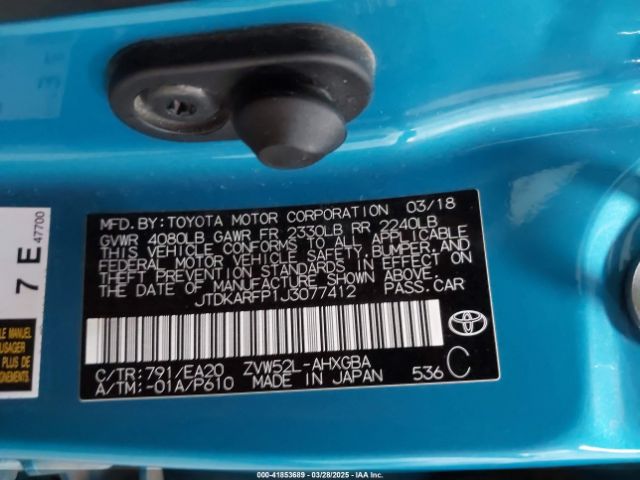 MFD. BY: TOYOTA MOTOR CORPORATION 03/18
GVWR 4080LB GAWR FR 2330LB RR 2240LB
THIS VEHICLE CONFORMS TO ALL APPLICABLE
FEDERAL MOTOR VEHICLE SAFETY, BUMPER, AND
THEFT PREVENTION STANDARDS IN EFFECT ON
THE DATE OF MANUFACTURE SHOWN ABOVE.
JTDKARFP1J3077412 PASS.CAR
C/TR: 791/EA20 ZVW52L-AHXGBA 536 C
A/TM: -01A/P610 MADE IN JAPAN
TOYOTA
7 E
47700
LE MANUEL
USAGER
PLUS DE
IGNEMENTS
000-41853689 | 03/28/2025 - IAA Inc. |